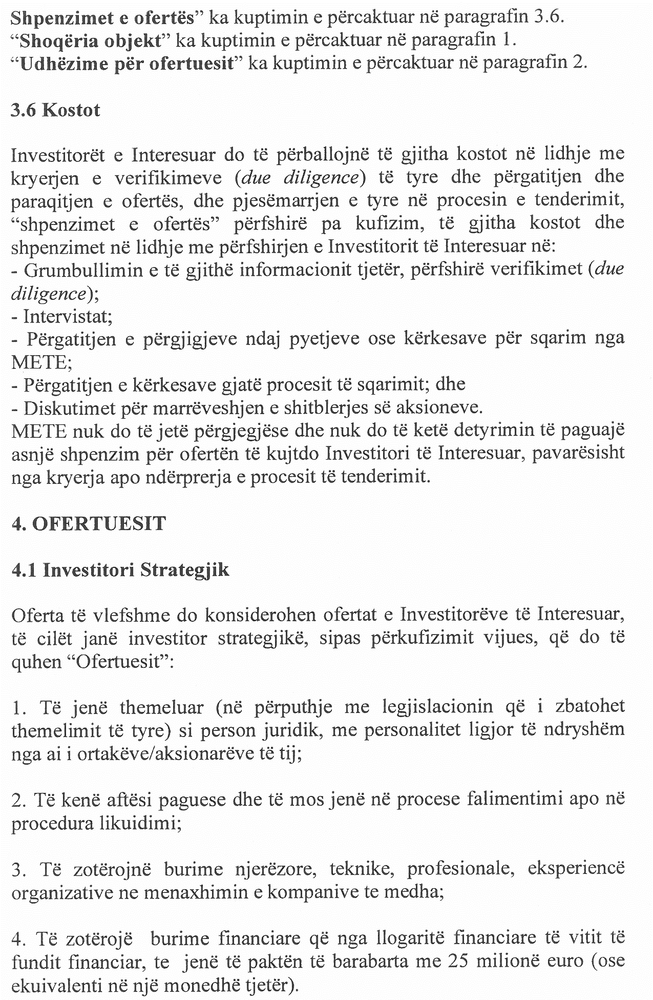 Shpenzimet e ofertës” ka kuptimin e përcaktuar në paragrafin 3.6.
“Shoqëria objekt” ka kuptimin e përcaktuar në paragrafin 1.
“Udhëzime për ofertuesit” ka kuptimin e përcaktuar në paragrafin 2.
3.6 Kostot
Investitorët e Interesuar do të përballojnë të gjitha kostot në lidhje me
kryerjen e verifikimeve (due diligence) të tyre dhe përgatitjen dhe
paraqitjen e ofertës, dhe pjesëmarrjen e tyre në procesin e tenderimit,
“shpenzimet e ofertës” përfshirë pa kufizim, të gjitha kostot dhe
shpenzimet në lidhje me përfshirjen e Investitorit të Interesuar në:
- Grumbullimin e të gjithë informacionit tjetër, përfshirë verifikimet (due
diligence);
- Intervistat;
- Përgatitjen e përgjigjeve ndaj pyetjeve ose kërkesave për sqarim nga
METE;
- Përgatitjen e kërkesave gjatë procesit të sqarimit; dhe
- Diskutimet për marrëveshjen e shitblerjes së aksioneve.
METE nuk do të jetë përgjegjëse dhe nuk do të ketë detyrimin të paguajë
asnjë shpenzim për ofertën të kujtdo Investitori të Interesuar, pavarësisht
nga kryerja apo ndërprerja e procesit të tenderimit.
4. OFERTUESIT
4.1 Investitori Strategjik
Oferta të vlefshme do konsiderohen ofertat e Investitorëve të Interesuar,
të cilët janë investitor strategjikë, sipas përkufizimit vijues, që do të
quhen “Ofertuesit”:
1. Të jenë themeluar (në përputhje me legjislacionin që i zbatohet
themelimit të tyre) si person juridik, me personalitet ligjor të ndryshëm
nga ai i ortakëve/aksionarëve të tij;
2. Të kenë aftësi paguese dhe të mos jenë në procese falimentimi apo në
procedura likuidimi;
3. Të zotërojnë burime njerëzore, teknike, profesionale, eksperiencë
organizative ne menaxhimin e kompanive te medha;
4. Të zotërojë burime financiare që nga llogaritë financiare të vitit të
fundit financiar, te jenë të paktën të barabarta me 25 milionë euro (ose
ekuivalenti në një monedhë tjetër).